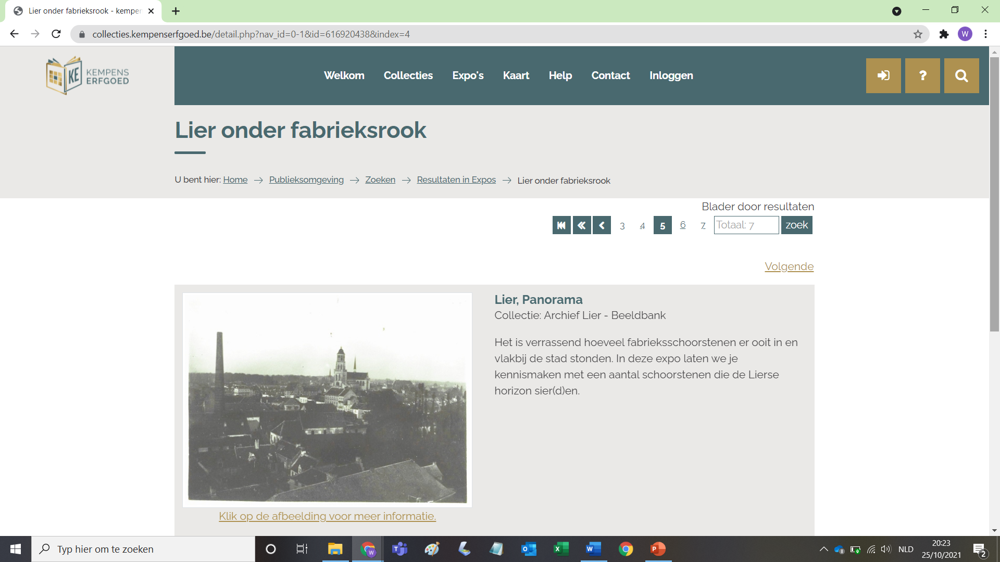 Lier onder fabrieksrook - kemper
collecties.kempenserfgoed.be/detail.php?nav_id=0-1&id=616920438&index=4
W
KE
KEMPENS
ERFGOED
Welkom
Collecties
Expo's
Kaart
Help
Contact
Inloggen
?
Lier onder fabrieksrook
U bent hier: Home → Publieksomgeving → Zoeken → Resultaten in Expos → Lier onder fabrieksrook
Blader door resultaten
3 4 5 6 7 Totaal: 7 zoek
Volgende
Lier, Panorama
Collectie: Archief Lier - Beeldbank
Het is verrassend hoeveel fabrieksschoorstenen er ooit in en
vlakbij de stad stonden. In deze expo laten we je
kennismaken met een aantal schoorstenen die de Lierse
horizon sier(d)en.
Klik op de afbeelding voor meer informatie.
Typ hier om te zoeken
NLD
20:23
25/10/2021
2